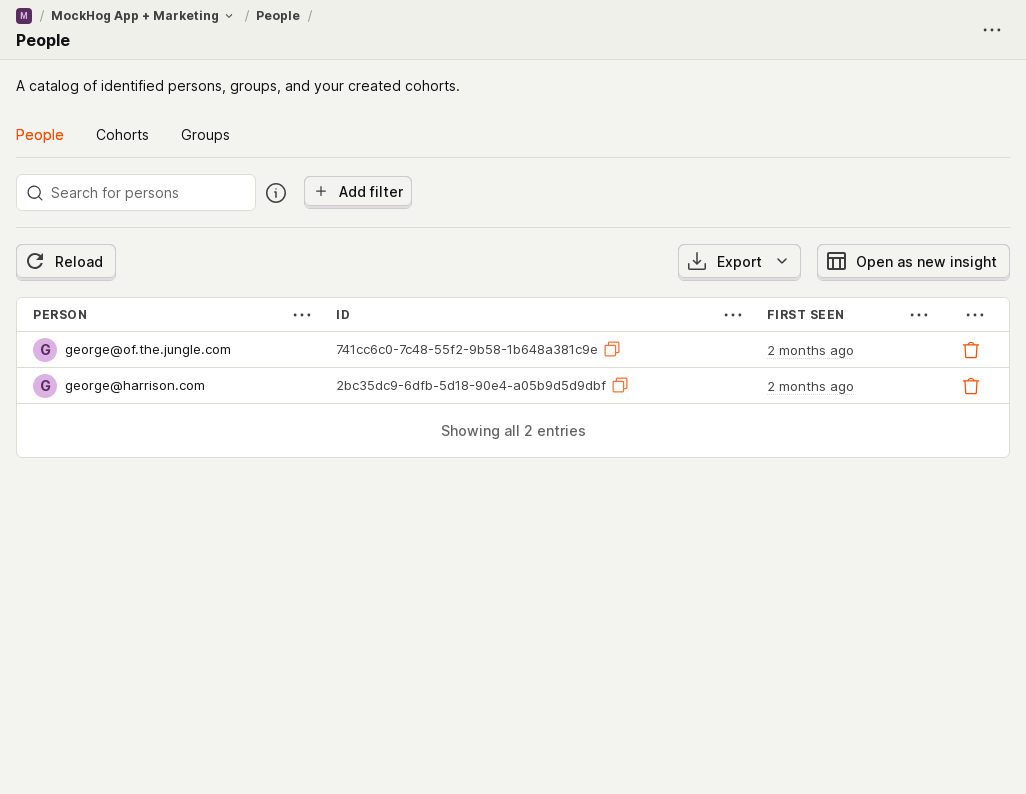 M / MockHog App + Marketing / People /
People
A catalog of identified persons, groups, and your created cohorts.
People Cohorts Groups
Search for persons Add filter
Reload Export Open as new insight
PERSON ID FIRST SEEN
G george@of.the.jungle.com 741cc6c0-7c48-55f2-9b58-1b648a381c9e 2 months ago
G george@harrison.com 2bc35dc9-6dfb-5d18-90e4-a05b9d5d9dbf 2 months ago
Showing all 2 entries